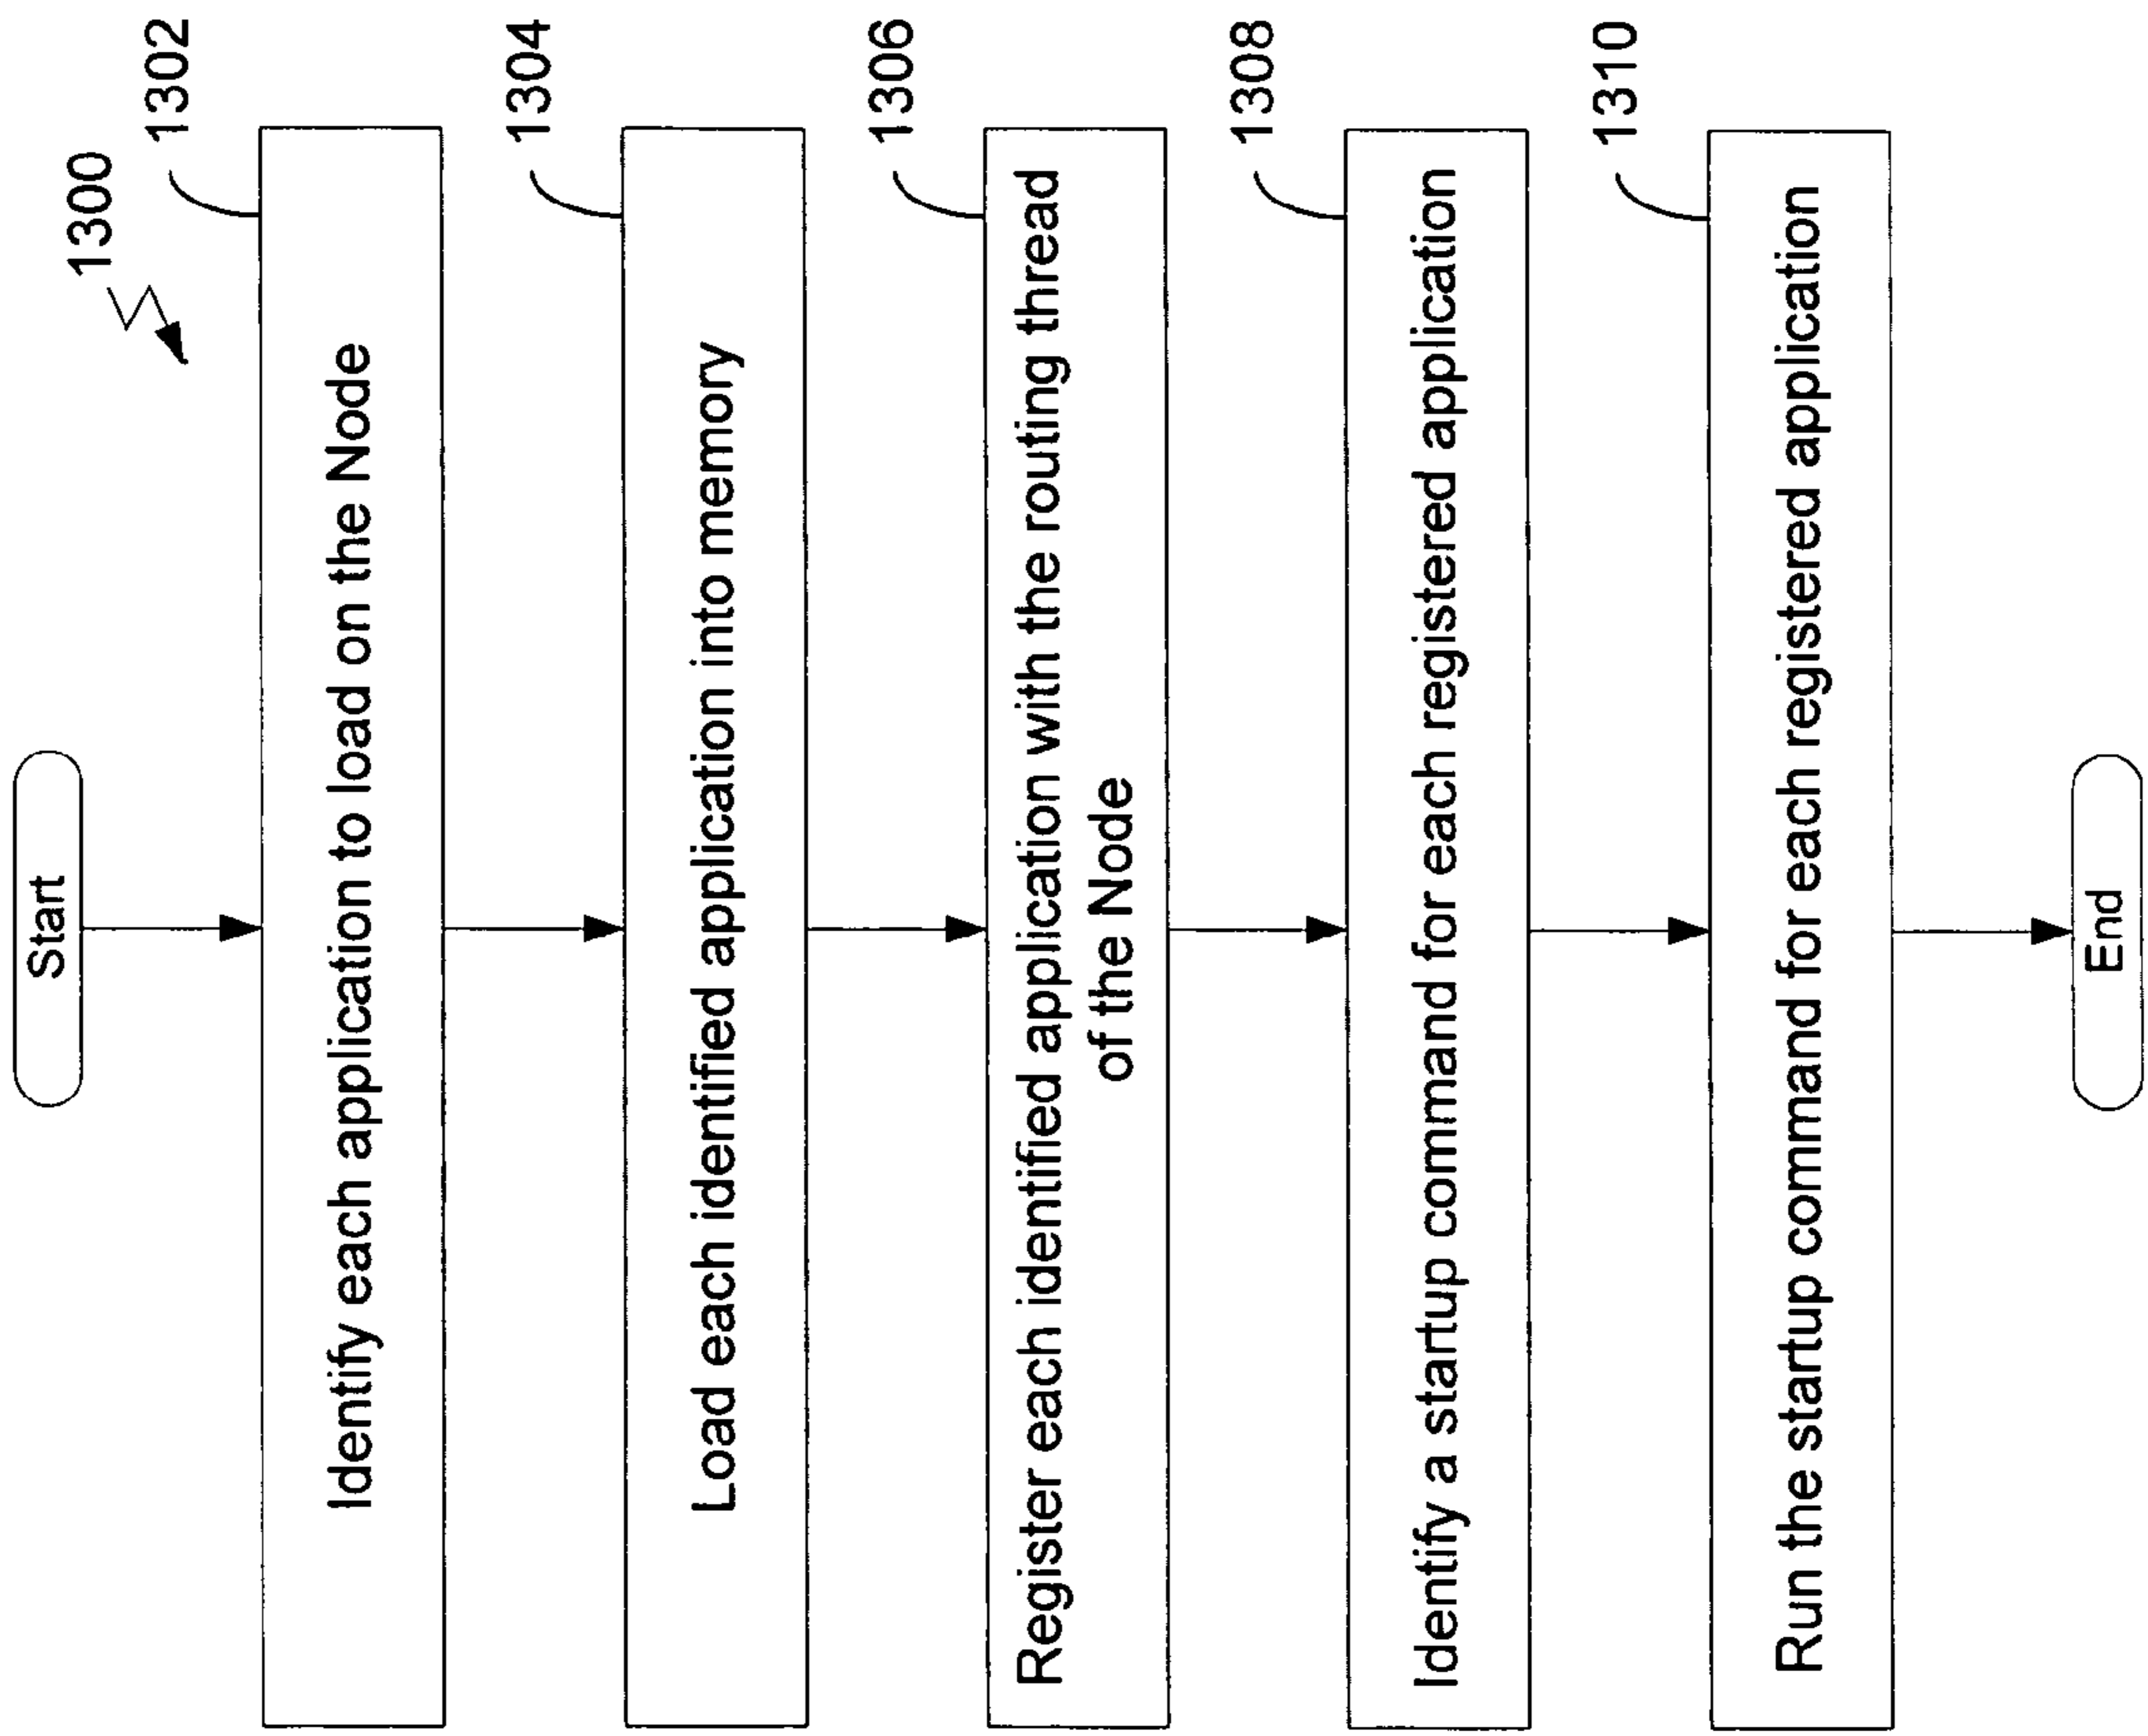 Start
1300
1302
Identify each application to load on the Node
1304
Load each identified application into memory
1306
Register each identified application with the routing thread
of the Node
1308
Identify a startup command for each registered application
1310
Run the startup command for each registered application
End